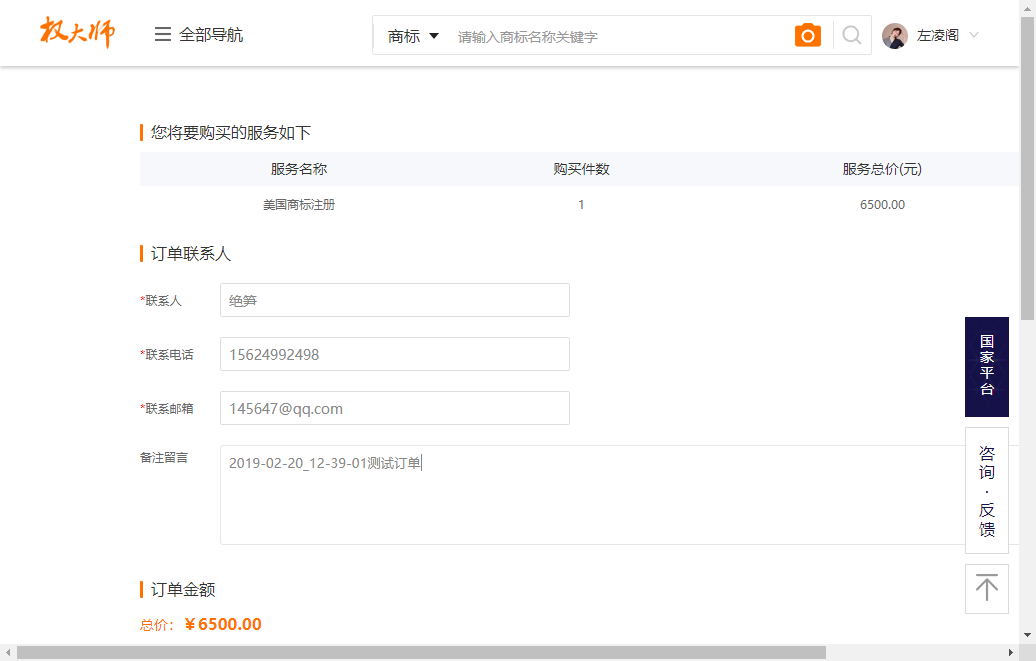 权大师
全部导航
商标
请输入商标名称关键字
左凌阁
您将要购买的服务如下
服务名称 购买件数 服务总价(元)
美国商标注册 1 6500.00
订单联系人
*联系人 绝笋
*联系电话 15624992498
*联系邮箱 145647@qq.com
备注留言 2019-02-20_12-39-01测试订单
订单金额
总价：￥6500.00
国家平台
咨询·反馈